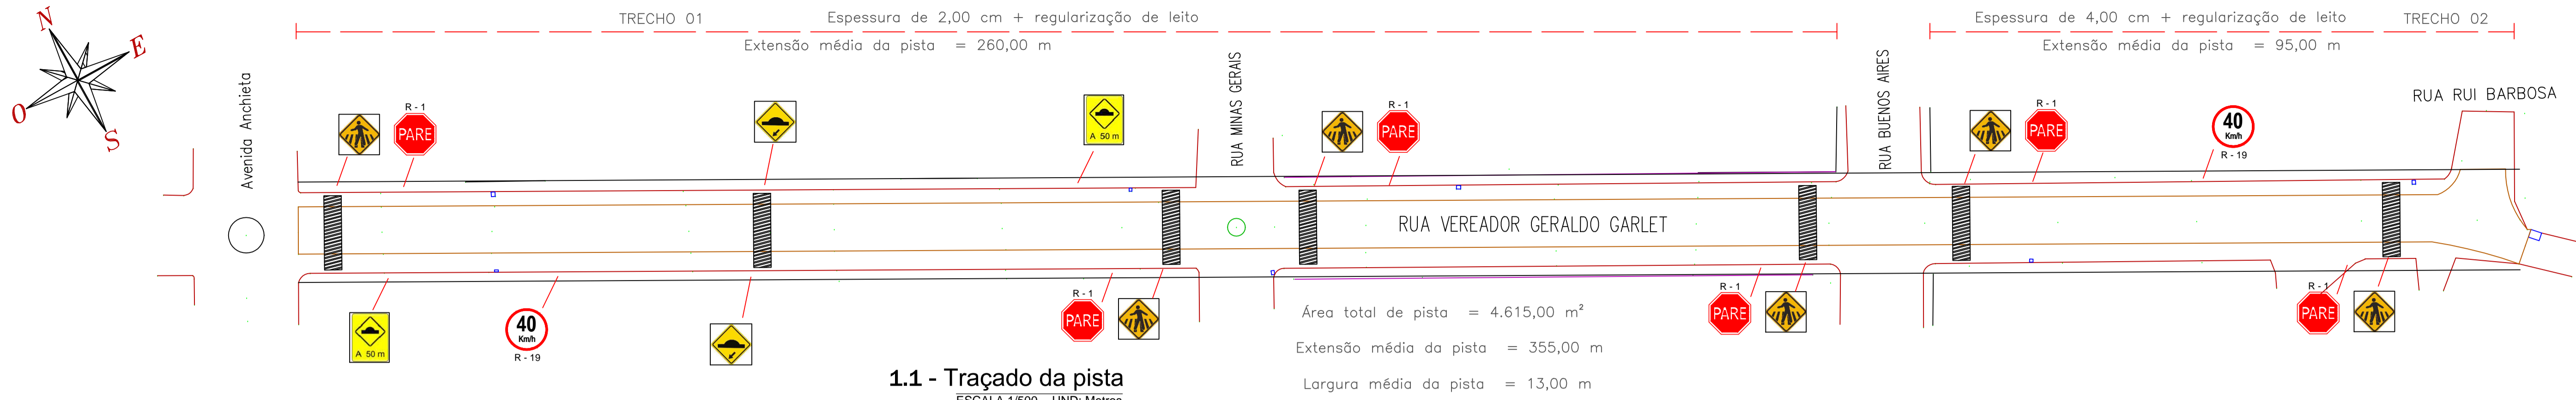 N
E
O
S
TRECHO 01
Espessura de 2,00 cm + regularização de leito
Extensão média da pista = 260,00 m
Espessura de 4,00 cm + regularização de leito
TRECHO 02
Extensão média da pista = 95,00 m
Avenida Anchieta
RUA MINAS GERAIS
RUA BUENOS AIRES
RUA RUI BARBOSA
R - 1
PARE
A 50 m
R - 1
PARE
R - 1
PARE
40
Km/h
R - 19
RUA VEREADOR GERALDO GARLET
A 50 m
40
Km/h
R - 19
R - 1
PARE
R - 1
PARE
R - 1
PARE
Área total de pista = 4.615,00 m²
Extensão média da pista = 355,00 m
Largura média da pista = 13,00 m
1.1 - Traçado da pista
ESCALA 1/500 UND: Metros